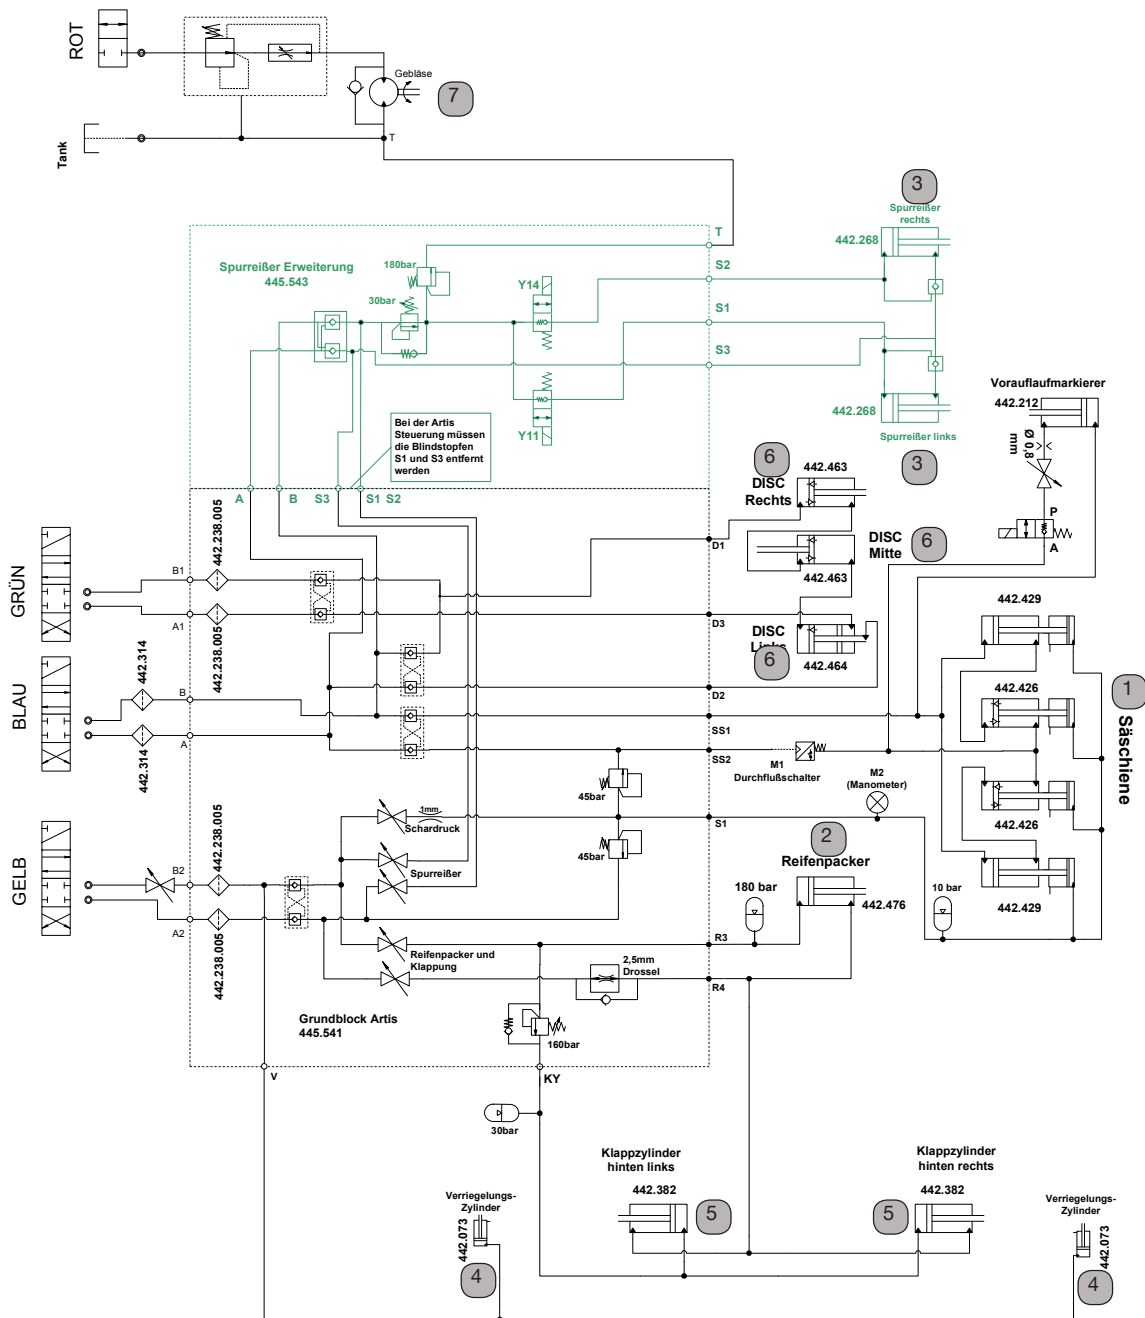 ROT
Gebläse
7
T
Tank
3
Spurreißer
rechts
442.268
T
S2
Spurreißer Erweiterung
445.543
180bar
30bar
Y14
S1
S3
Y11
442.268
Spurreißer links
3
Vorauflaufmarkierer
442.212
Ø 0,8
mm
P
A
Bei der Artis
Steuerung müssen
die Blindstopfen
S1 und S3 entfernt
werden
A
B
S3
S1
S2
6
442.463
DISC
Rechts
D1
DISC
Mitte
6
442.463
GRÜN
B1
442.238.005
A1
442.238.005
D3
DISC
Links
6
442.464
442.429
442.426
1
Säschiene
BLAU
442.314
B
A
442.314
D2
SS1
SS2
M1
Durchflußschalter
M2
(Manometer)
442.426
45bar
1mm
Schardruck
S1
45bar
2
Reifenpacker
442.476
442.429
GELB
442.238.005
B2
A2
442.238.005
Spurreißer
180 bar
10 bar
Reifenpacker und
Klappung
R3
2,5mm
Drossel
R4
Grundblock Artis
445.541
160bar
V
KY
30bar
Klappzylinder
hinten links
442.382
5
Klappzylinder
hinten rechts
442.382
5
Verriegelungs-
Zylinder
442.073
4
Verriegelungs-
Zylinder
442.073
4